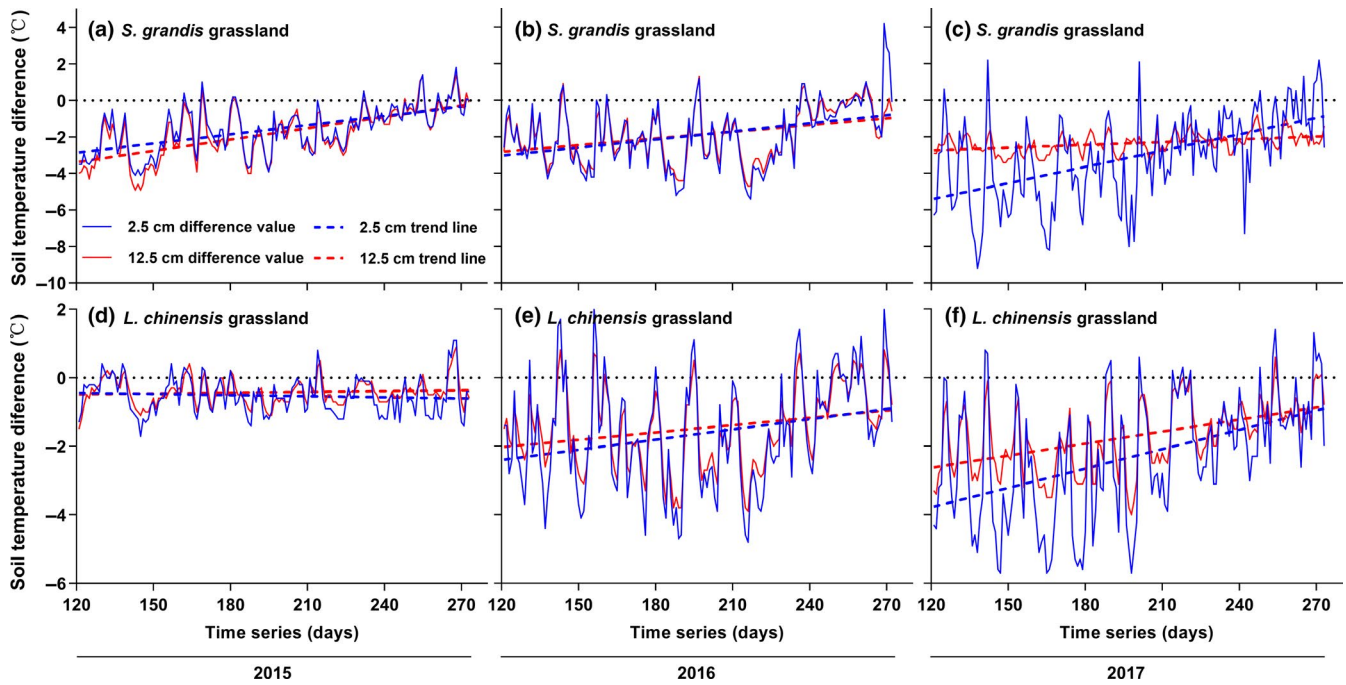 (a) S. grandis grassland
(b) S. grandis grassland
(c) S. grandis grassland
Soil temperature diference (℃)
4
2
0
–2
–4
–6
–8
–10
2.5 cm difference value
2.5 cm trend line
12.5 cm difference value
12.5 cm trend line
(d) L. chinensis grassland
(e) L. chinensis grassland
(f) L. chinensis grassland
Soil temperature diference (℃)
2
0
–2
–4
–6
120 150 180 210 240 270
120 150 180 210 240 270
120 150 180 210 240 270
Time series (days)
Time series (days)
Time series (days)
2015
2016
2017